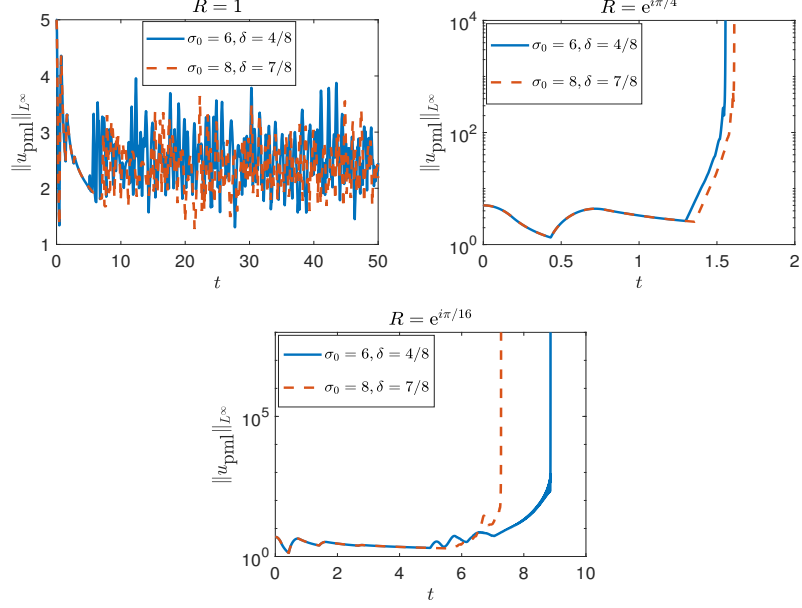 R = 1
5
4
3
2
1
||u_pml||_{L^∞}
σ₀ = 6, δ = 4/8
σ₀ = 8, δ = 7/8
0 10 20 30 40 50
t
R = e^{iπ/4}
10^4
10^2
10^0
||u_pml||_{L^∞}
σ₀ = 6, δ = 4/8
σ₀ = 8, δ = 7/8
0 0.5 1 1.5 2
t
R = e^{iπ/16}
10^5
10^0
||u_pml||_{L^∞}
σ₀ = 6, δ = 4/8
σ₀ = 8, δ = 7/8
0 2 4 6 8 10
t